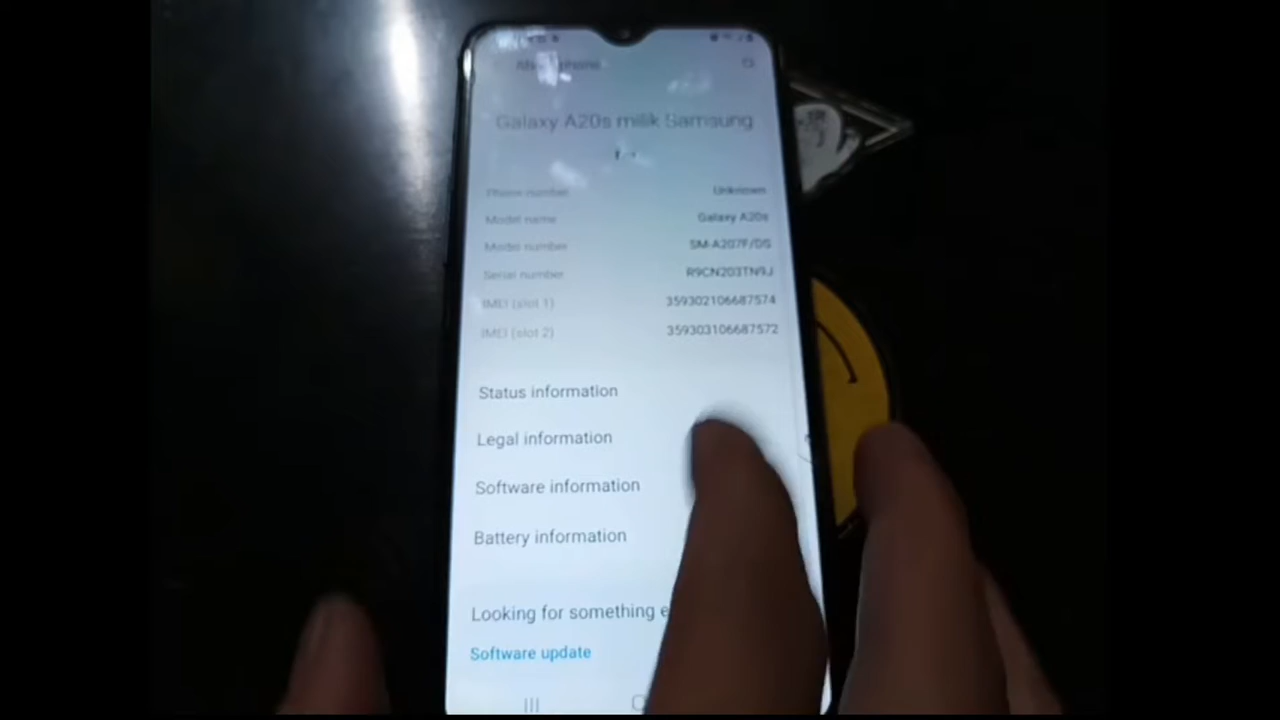 About phone
Galaxy A20s milik Samsung
Phone number Unknown
Model name Galaxy A20s
Model number SM-A207F/DS
Serial number R9CN203TN9J
IMEI (slot 1) 359302106687574
IMEI (slot 2) 359303106687572
Status information
Legal information
Software information
Battery information
Looking for something e
Software update